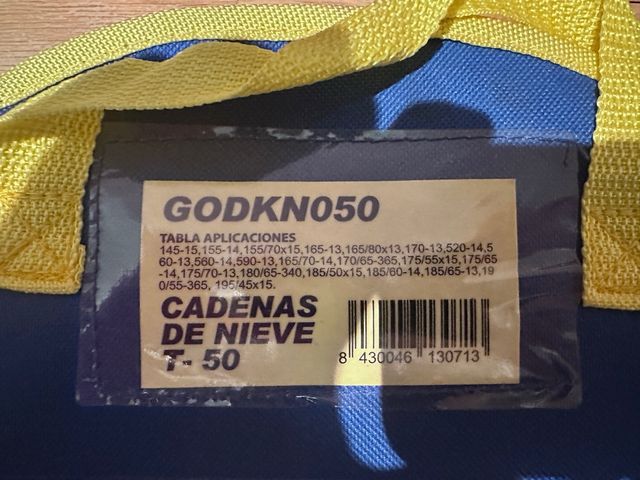 GODKN050
TABLA APLICACIONES
145-15,155-14,155/70x15,165-13,165/80x13,170-13,520-14,5
60-13,560-14,590-13,165/70-14,170/65-365,175/55x15,175/65
-14,175/70-13,180/65-340,185/50x15,185/60-14,185/65-13,19
0/55-365, 195/45x15.
CADENAS
DE NIEVE
T- 50
8 430046 130713